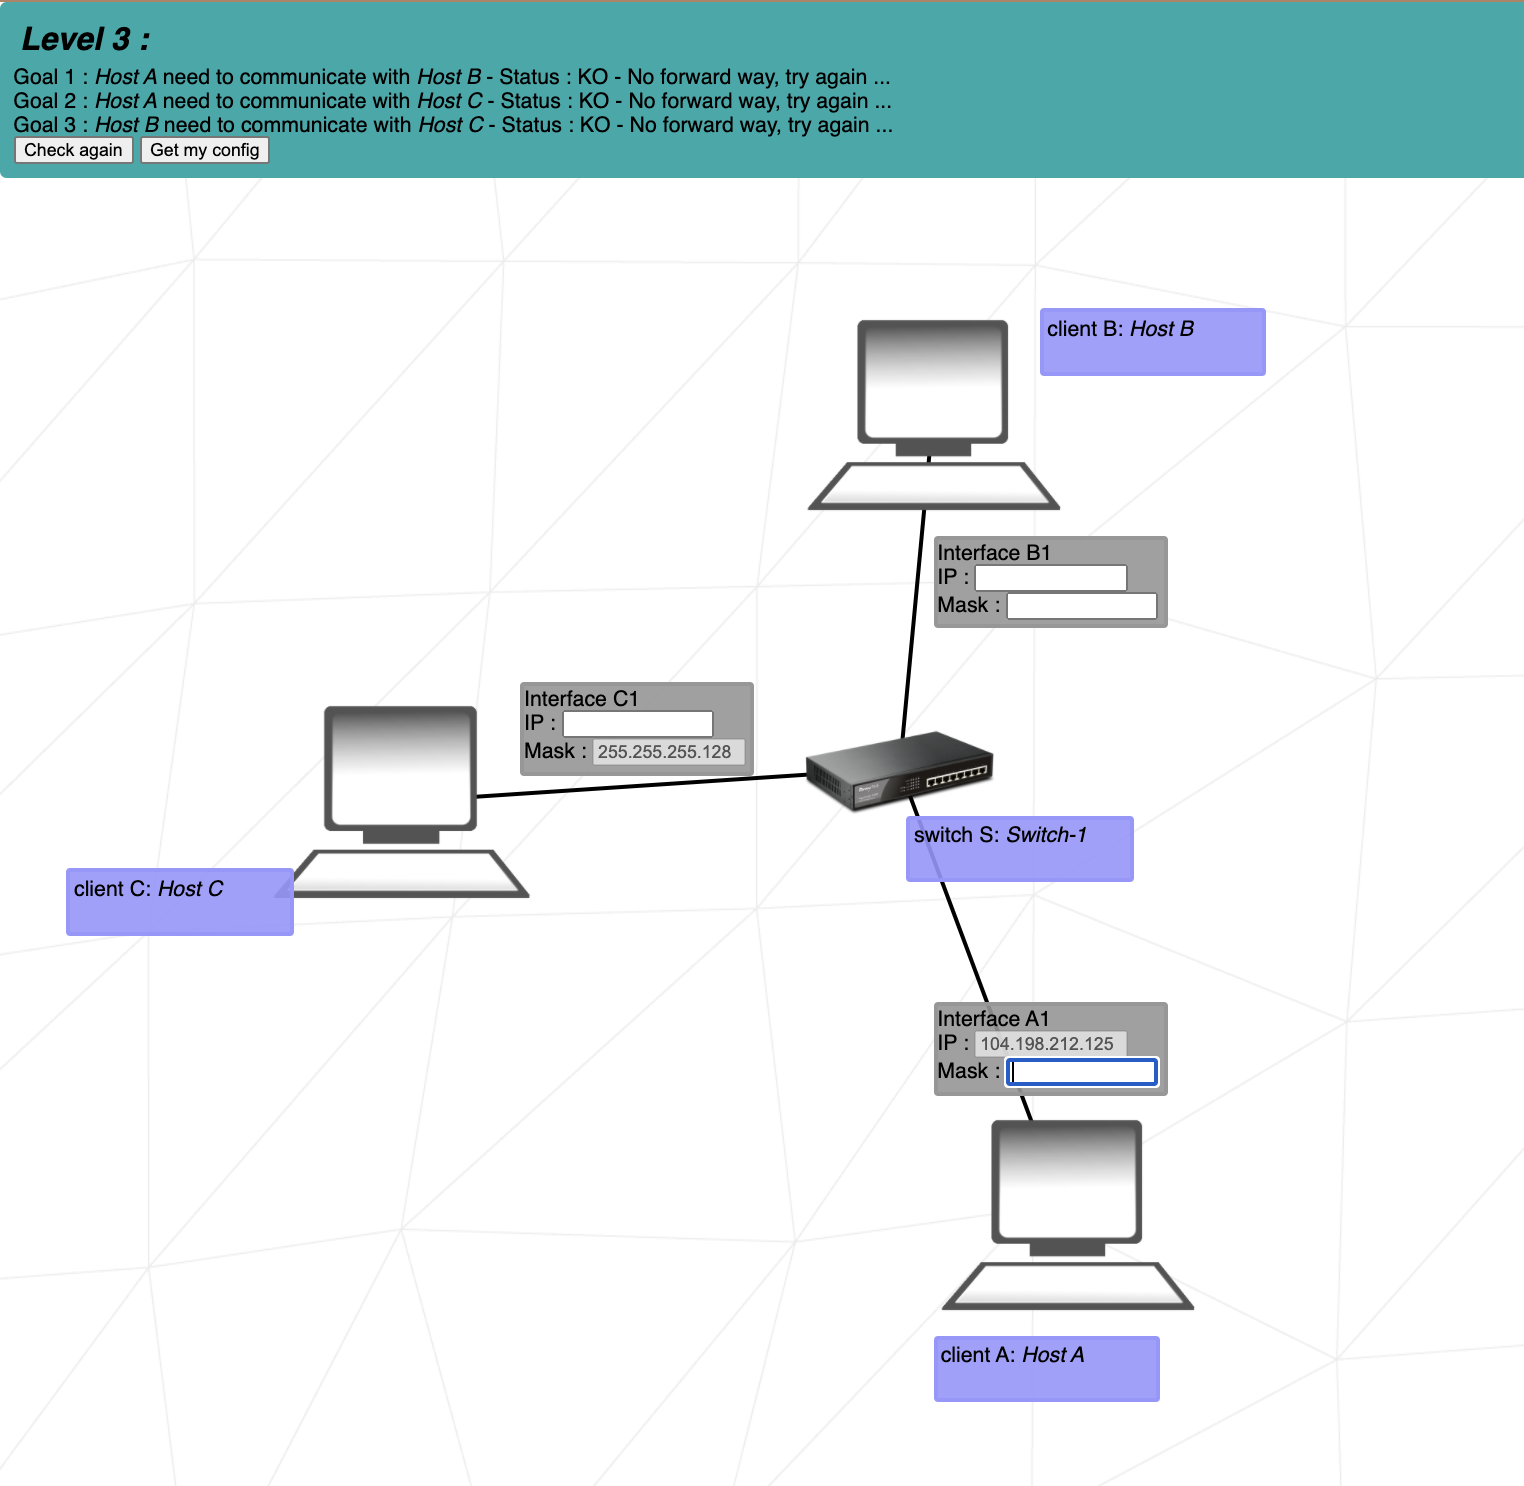 Level 3 :
Goal 1 : Host A need to communicate with Host B - Status : KO - No forward way, try again ...
Goal 2 : Host A need to communicate with Host C - Status : KO - No forward way, try again ...
Goal 3 : Host B need to communicate with Host C - Status : KO - No forward way, try again ...
Check again Get my config
client B: Host B
Interface B1
IP :
Mask :
Interface C1
IP :
Mask : 255.255.255.128
switch S: Switch-1
client C: Host C
Interface A1
IP : 104.198.212.125
Mask :
client A: Host A